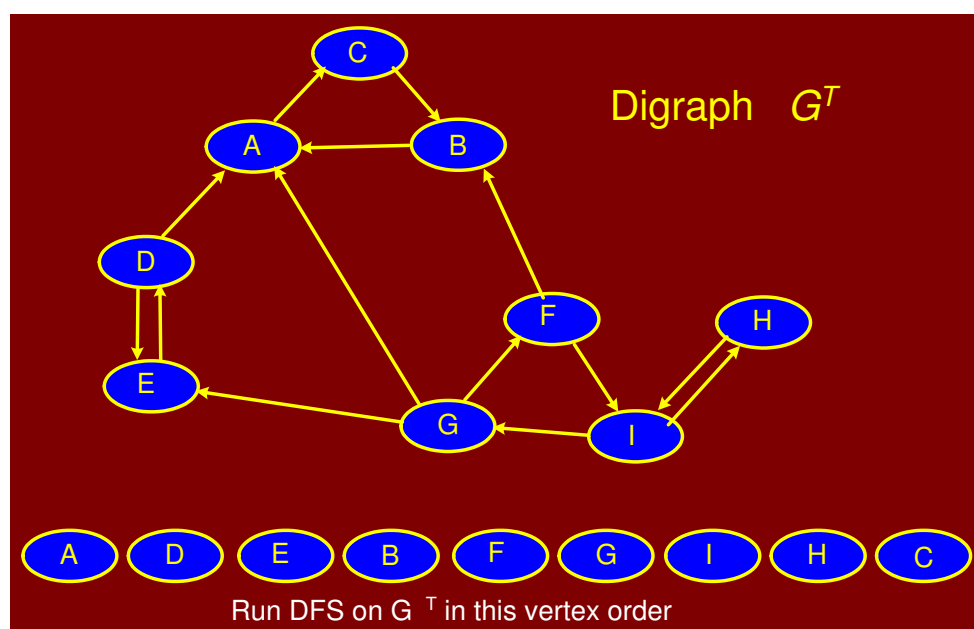 C
Digraph G^T
A B
D
F H
E
G I
A D E B F G I H C
Run DFS on G ^T in this vertex order